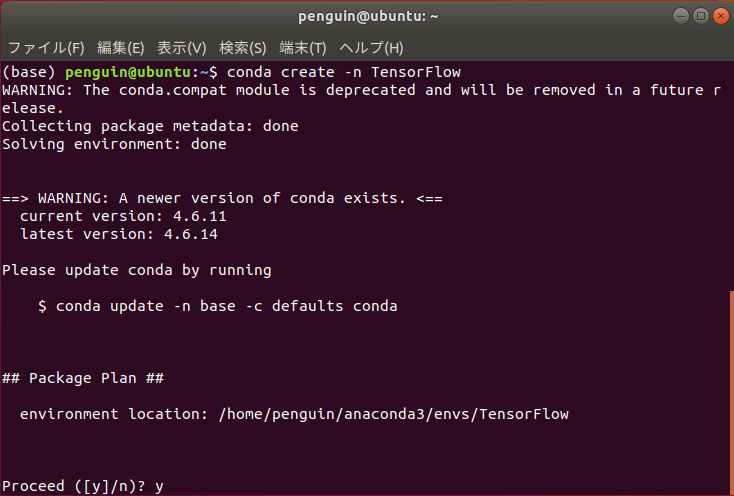 penguin@ubuntu: ~
ファイル(F) 編集(E) 表示(V) 検索(S) 端末(T) ヘルプ(H)
(base) penguin@ubuntu:~$ conda create -n TensorFlow
WARNING: The conda.compat module is deprecated and will be removed in a future r
elease.
Collecting package metadata: done
Solving environment: done
==> WARNING: A newer version of conda exists. <==
  current version: 4.6.11
  latest version: 4.6.14
Please update conda by running
    $ conda update -n base -c defaults conda
## Package Plan ##
  environment location: /home/penguin/anaconda3/envs/TensorFlow
Proceed ([y]/n)? y